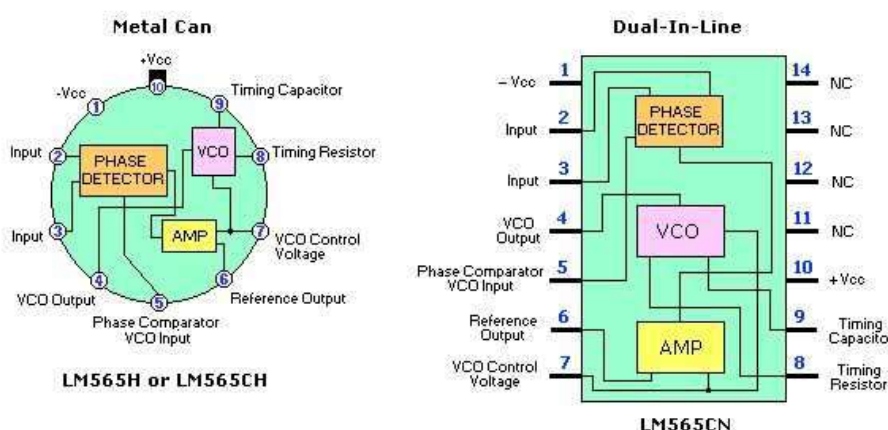 Metal Can
+Vcc
10
-Vcc
1
9
Timing Capacitor
Input
2
PHASE
DETECTOR
VCO
8
Timing Resistor
Input
3
AMP
7
VCO Control
Voltage
4
VCO Output
5
Phase Comparator
VCO Input
6
Reference Output
LM565H or LM565CH
Dual-In-Line
1
- Vcc
2
Input
3
Input
4
VCO
Output
5
Phase Comparator
VCO Input
6
Reference
Output
7
VCO Control
Voltage
PHASE
DETECTOR
VCO
AMP
14
NC
13
NC
12
NC
11
NC
10
+Vcc
9
Timing
Capacito
8
Timing
Resistor
LM565CN